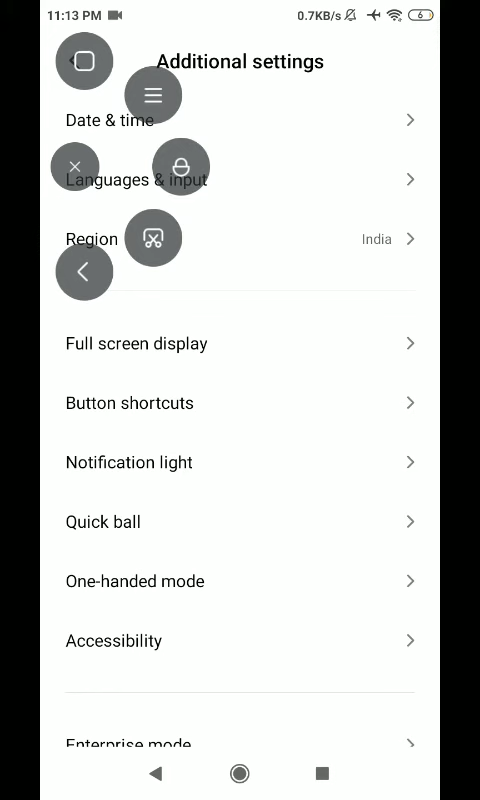 11:13 PM 0.7KB/s 6
Additional settings
Date & time
Languages & input
Region India
Full screen display
Button shortcuts
Notification light
Quick ball
One-handed mode
Accessibility
Enterprise mode